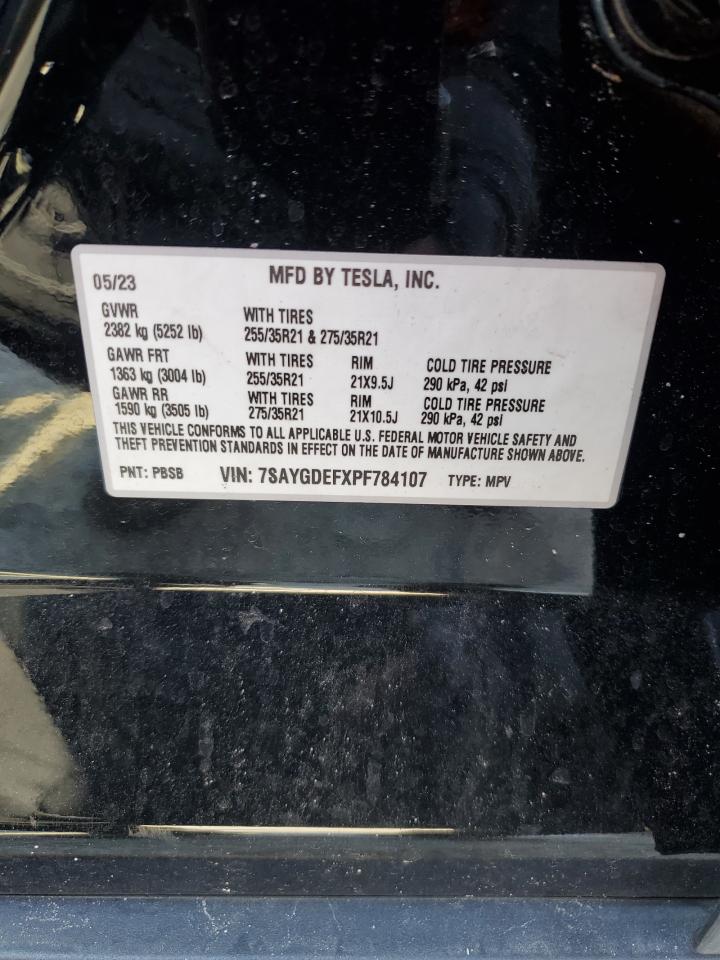 05/23 MFD BY TESLA, INC.
GVWR WITH TIRES
2382 kg (5252 lb) 255/35R21 & 275/35R21
GAWR FRT WITH TIRES RIM COLD TIRE PRESSURE
1363 kg (3004 lb) 255/35R21 21X9.5J 290 kPa, 42 psi
GAWR RR WITH TIRES RIM COLD TIRE PRESSURE
1590 kg (3505 lb) 275/35R21 21X10.5J 290 kPa, 42 psi
THIS VEHICLE CONFORMS TO ALL APPLICABLE U.S. FEDERAL MOTOR VEHICLE SAFETY AND
THEFT PREVENTION STANDARDS IN EFFECT ON THE DATE OF MANUFACTURE SHOWN ABOVE.
PNT: PBSB VIN: 7SAYGDEFXPF784107 TYPE: MPV